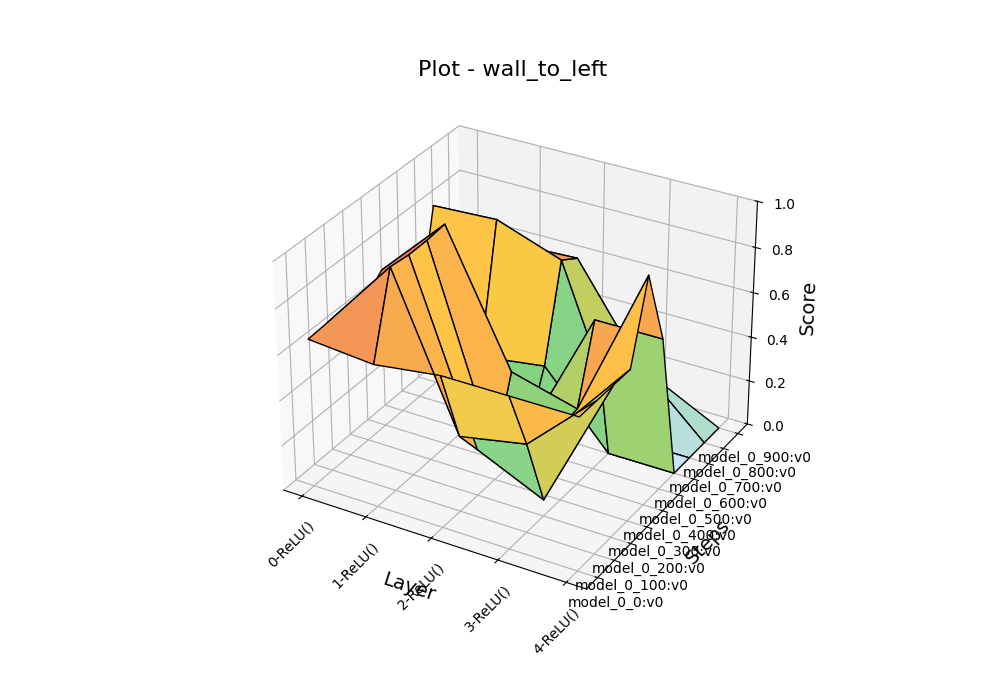 Plot - wall_to_left
1.0
0.8
0.6
0.4
0.2
0.0
Score
model_0_900:v0
model_0_800:v0
model_0_700:v0
model_0_600:v0
model_0_500:v0
model_0_400:v0
model_0_300:v0
model_0_200:v0
model_0_100:v0
model_0_0:v0
Steps
0-ReLU()
1-ReLU()
2-ReLU()
3-ReLU()
4-ReLU()
Layer